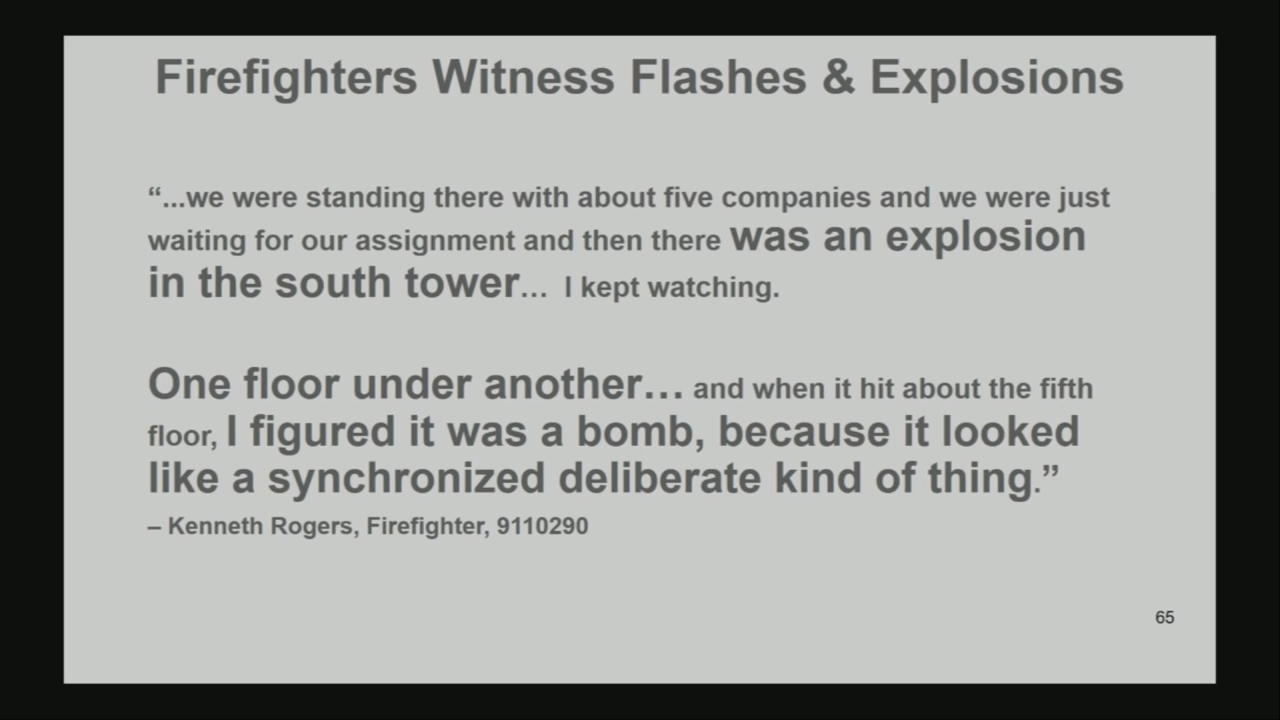 Firefighters Witness Flashes & Explosions
“...we were standing there with about five companies and we were just
waiting for our assignment and then there was an explosion
in the south tower… I kept watching.
One floor under another… and when it hit about the fifth
floor, I figured it was a bomb, because it looked
like a synchronized deliberate kind of thing.”
– Kenneth Rogers, Firefighter, 9110290
65